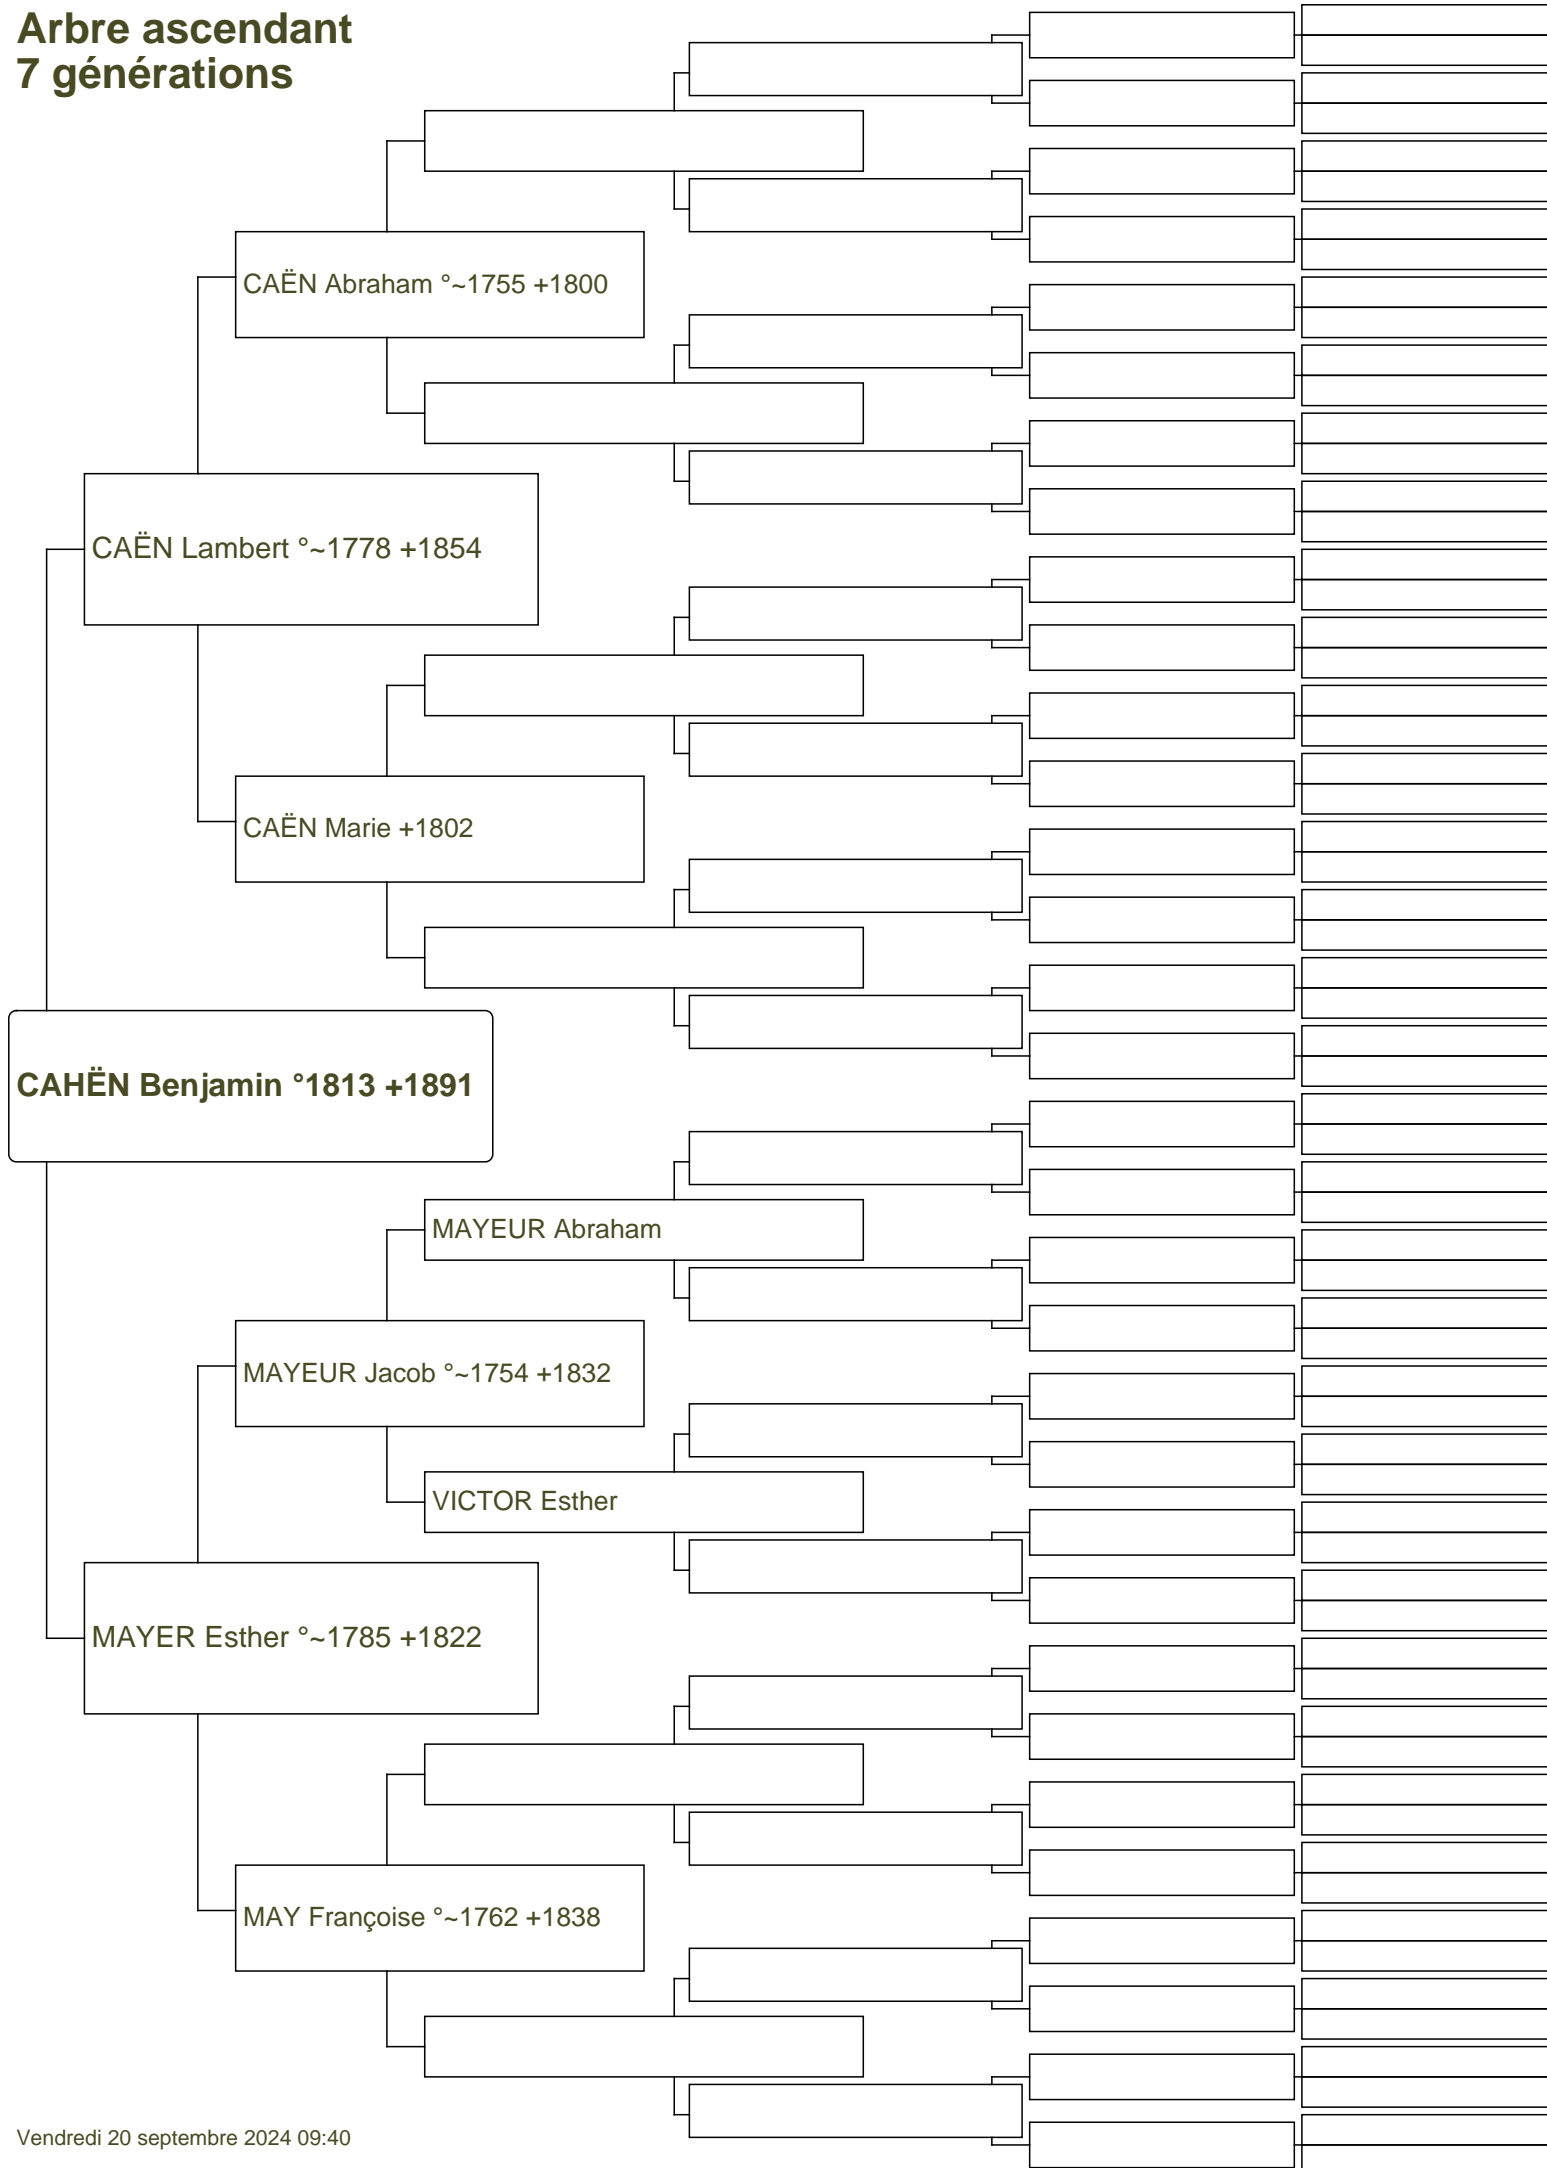 Arbre ascendant
7 générations
CAËN Abraham °~1755 +1800
CAËN Lambert °~1778 +1854
CAËN Marie +1802
CAHËN Benjamin °1813 +1891
MAYEUR Abraham
MAYEUR Jacob °~1754 +1832
VICTOR Esther
MAYER Esther °~1785 +1822
MAY Françoise °~1762 +1838
Vendredi 20 septembre 2024 09:40